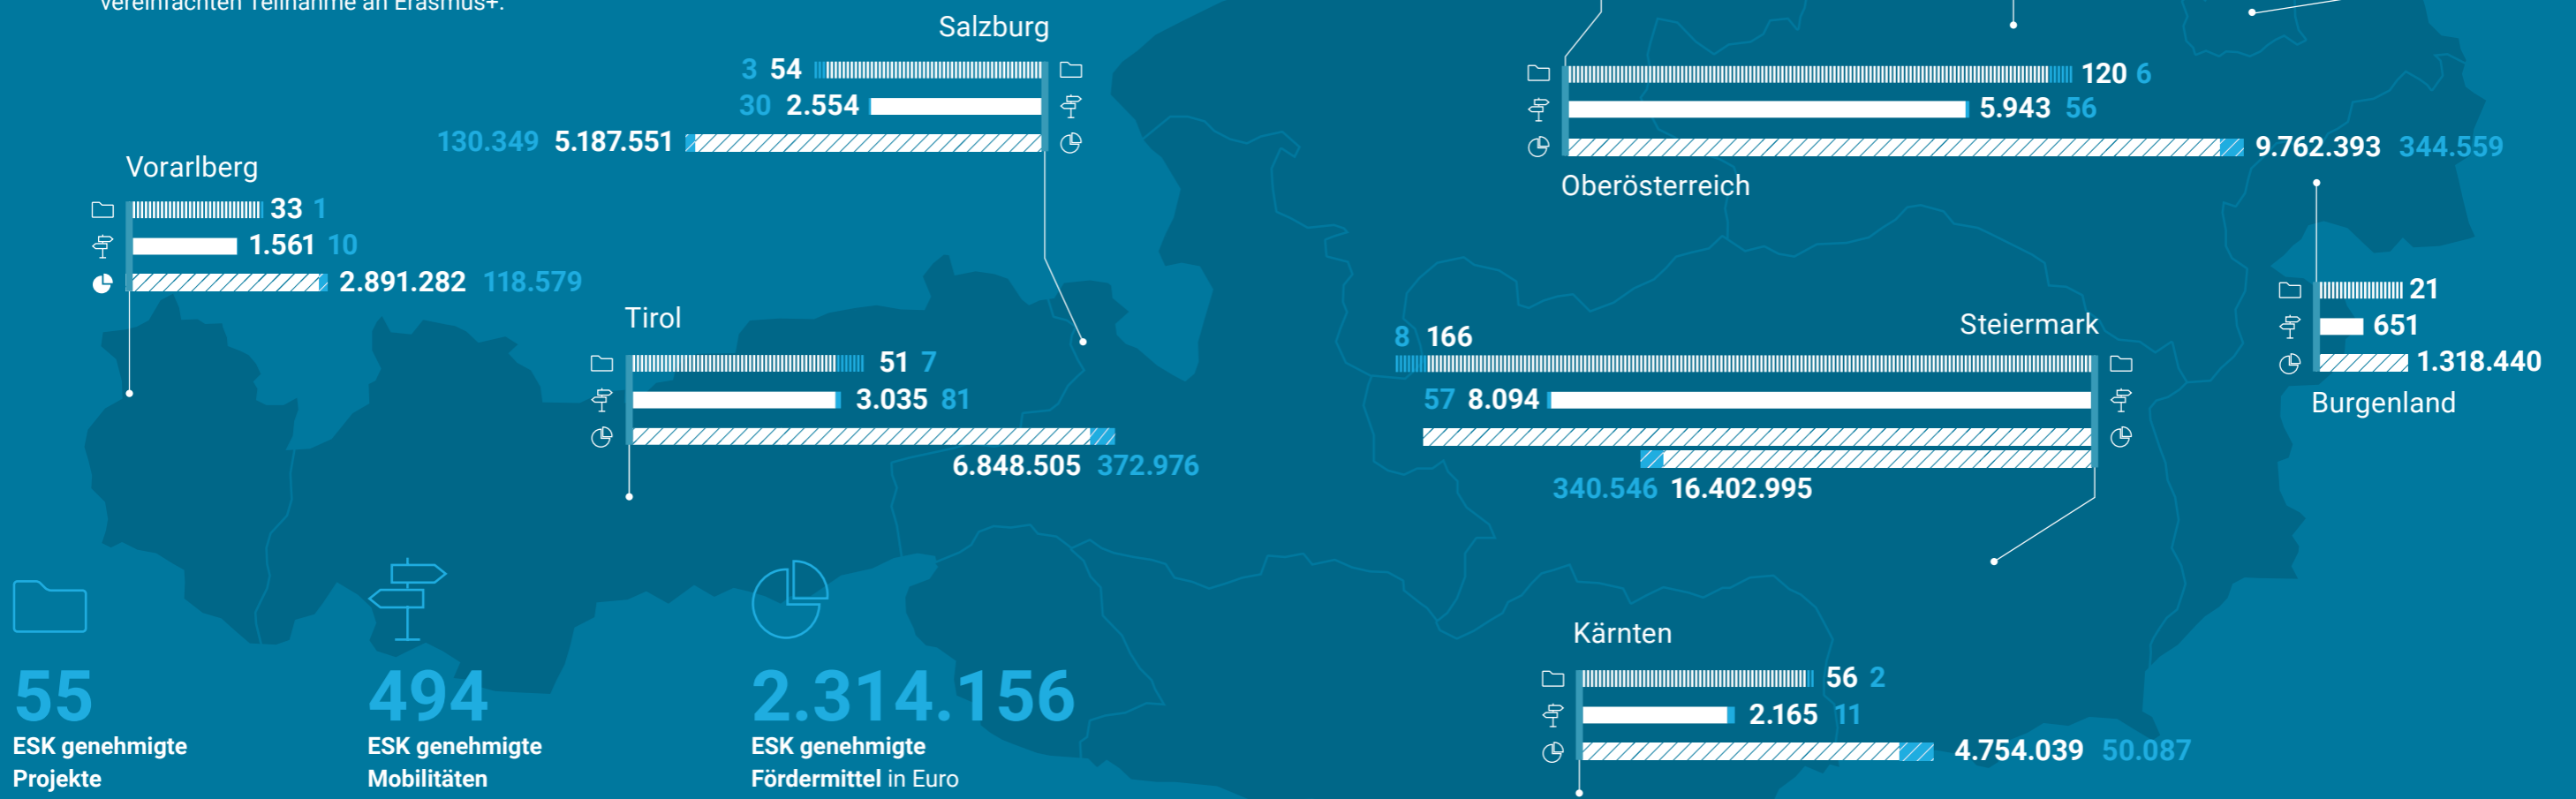 vereinfachten Teilnahme an Erasmus+.
Salzburg
3 54
30 2.554
130.349 5.187.551
120 6
5.943 56
9.762.393 344.559
Oberösterreich
Vorarlberg
33 1
1.561 10
2.891.282 118.579
Tirol
51 7
3.035 81
6.848.505 372.976
Steiermark
8 166
57 8.094
340.546 16.402.995
21
651
1.318.440
Burgenland
Kärnten
56 2
2.165 11
4.754.039 50.087
55
ESK genehmigte
Projekte
494
ESK genehmigte
Mobilitäten
2.314.156
ESK genehmigte
Fördermittel in Euro